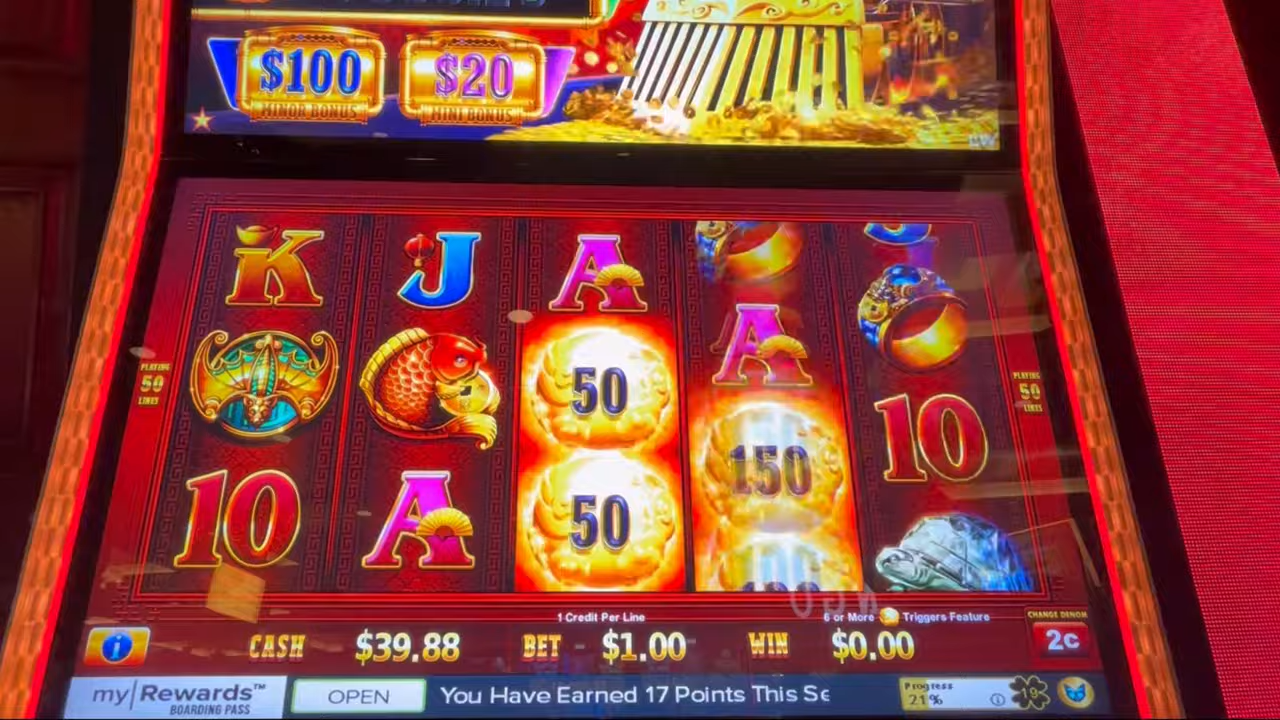 $100
$20
MINOR BONUS
MINI BONUS
K J A
A
50
10
150
10 A
50
PLAYING
50
LINES
PLAYING
50
LINES
1 Credit Per Line
6 or More Triggers Feature
CHANGE DENOM
CASH $39.88 BET $1.00 WIN $0.00
2c
my|Rewards™
BOARDING PASS
OPEN
You Have Earned 17 Points This Se
Progress
21%
19